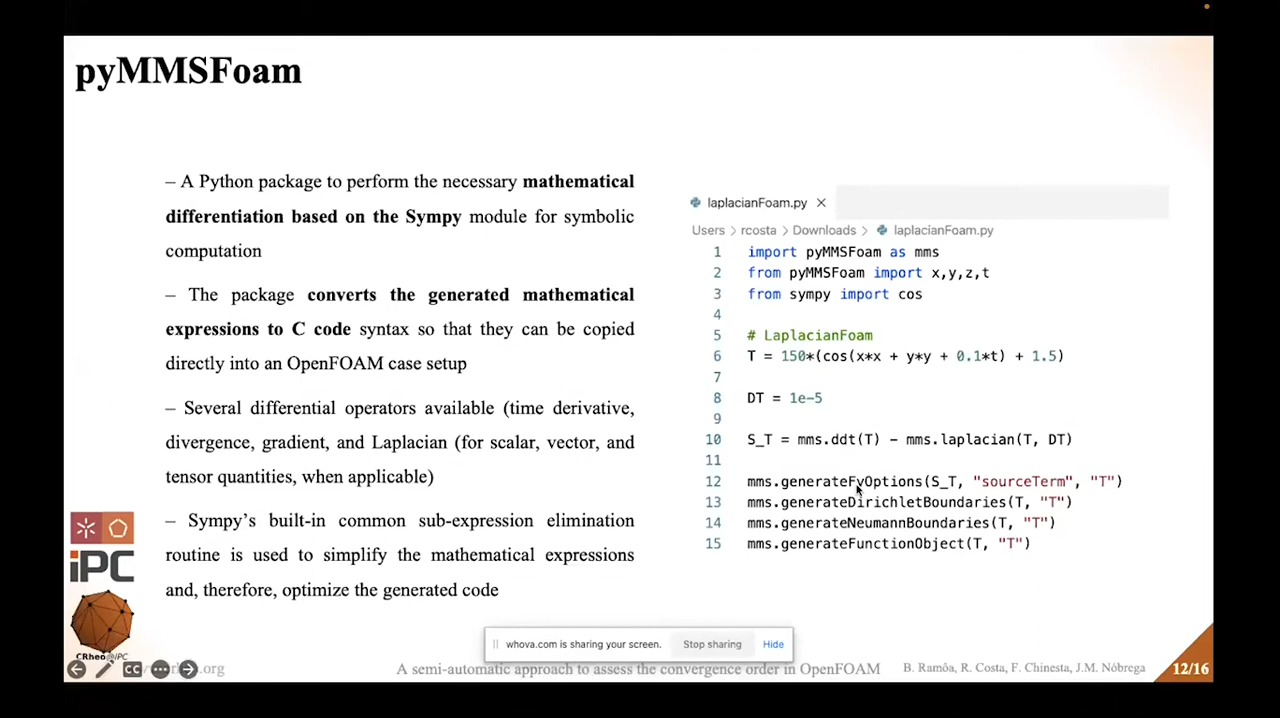 pyMMSFoam
– A Python package to perform the necessary mathematical
differentiation based on the Sympy module for symbolic
computation
– The package converts the generated mathematical
expressions to C code syntax so that they can be copied
directly into an OpenFOAM case setup
– Several differential operators available (time derivative,
divergence, gradient, and Laplacian (for scalar, vector, and
tensor quantities, when applicable)
– Sympy's built-in common sub-expression elimination
routine is used to simplify the mathematical expressions
and, therefore, optimize the generated code
laplacianFoam.py ×
Users > rcosta > Downloads > laplacianFoam.py
1 import pyMMSFoam as mms
2 from pyMMSFoam import x,y,z,t
3 from sympy import cos
4
5 # LaplacianFoam
6 T = 150*(cos(x*x + y*y + 0.1*t) + 1.5)
7
8 DT = 1e-5
9
10 S_T = mms.ddt(T) - mms.laplacian(T, DT)
11
12 mms.generateFvOptions(S_T, "sourceTerm", "T")
13 mms.generateDirichletBoundaries(T, "T")
14 mms.generateNeumannBoundaries(T, "T")
15 mms.generateFunctionObject(T, "T")
iPC
CRheo@iPC
whova.com is sharing your screen. Stop sharing Hide
CC
.org
A semi-automatic approach to assess the convergence order in OpenFOAM
B. Ramôa, R. Costa, F. Chinesta, J.M. Nóbrega
12/16